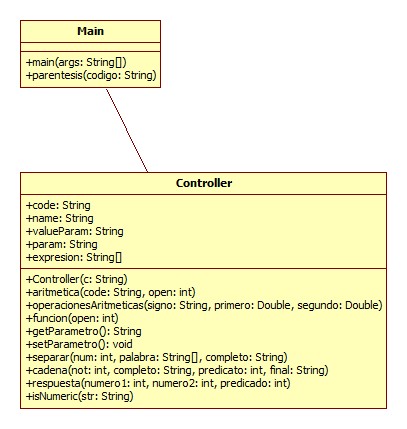 Main
+main(args: String[])
+parentesis(codigo: String)
Controller
+code: String
+name: String
+valueParam: String
+param: String
+expresion: String[]
+Controller(c: String)
+aritmetica(code: String, open: int)
+operacionesAritmeticas(signo: String, primero: Double, segundo: Double)
+funcion(open: int)
+getParametro(): String
+setParametro(): void
+separar(num: int, palabra: String[], completo: String)
+cadena(not: int, completo: String, predicato: int, final: String)
+respuesta(numero1: int, numero2: int, predicado: int)
+isNumeric(str: String)